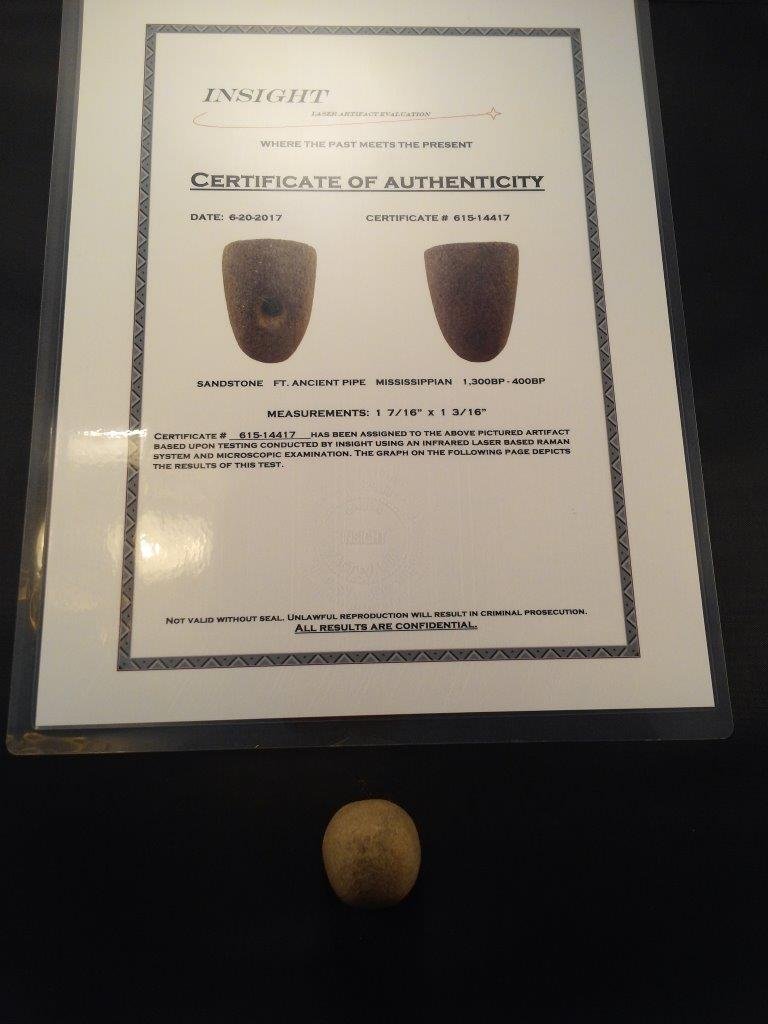 INSIGHT
LASER ARTIFACT EVALUATION
WHERE THE PAST MEETS THE PRESENT
CERTIFICATE OF AUTHENTICITY
DATE: 6-20-2017 CERTIFICATE # 615-14417
SANDSTONE FT. ANCIENT PIPE MISSISSIPPIAN 1,300BP - 400BP
MEASUREMENTS: 1 7/16" X 1 3/16"
CERTIFICATE # 615-14417 HAS BEEN ASSIGNED TO THE ABOVE PICTURED ARTIFACT
BASED UPON TESTING CONDUCTED BY INSIGHT USING AN INFRARED LASER BASED RAMAN
SYSTEM AND MICROSCOPIC EXAMINATION. THE GRAPH ON THE FOLLOWING PAGE DEPICTS
THE RESULTS OF THIS TEST.
INSIGHT
NOT VALID WITHOUT SEAL. UNLAWFUL REPRODUCTION WILL RESULT IN CRIMINAL PROSECUTION.
ALL RESULTS ARE CONFIDENTIAL.